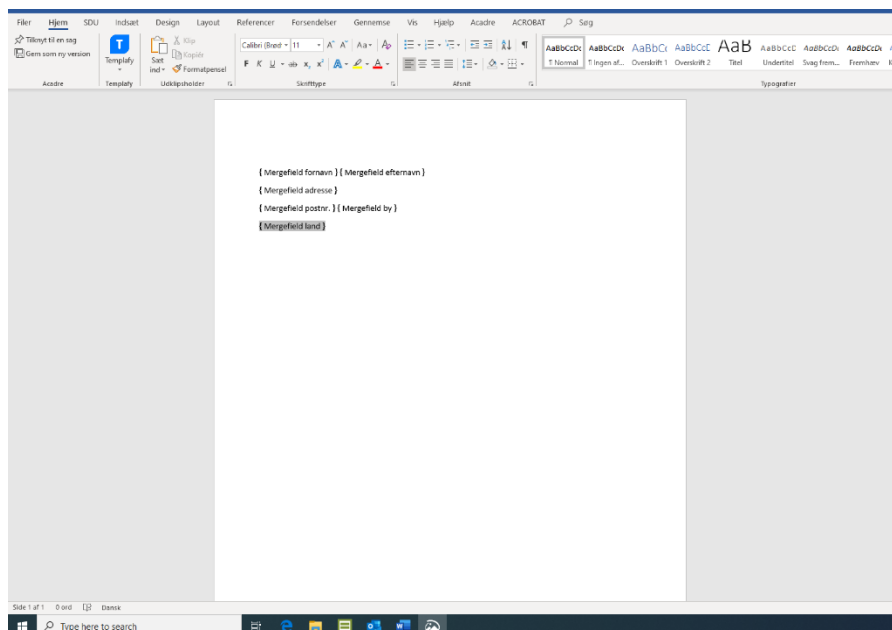 Filer Hjem SDU Indsæt Design Layout Referencer Forsendelser Gennemse Vis Hjælp Acadre ACROBAT Søg
Tilknyt til en sag
Gem som ny version
Acadre
T
Templafy
Templafy
Sæt
ind
Klip
Kopiér
Formatpensel
Udklipsholder
Calibri (Brød 11 A A Aa A
F K U ab x, x² A A
Skrifttype
Afsnit
AaBbCcDc AaBbCcDc AaBbCc AaBbCcE AaB AaBbCcC AaBbCcDc AaBbCcDc
¶ Normal ¶ Ingen af... Overskrift 1 Overskrift 2 Titel Undertitel Svag frem... Fremhæv
Typografier
{ Mergefield fornavn } { Mergefield efternavn }
{ Mergefield adresse }
{ Mergefield postnr. } { Mergefield by }
{ Mergefield land }
Side 1 af 1 0 ord Dansk
Type here to search